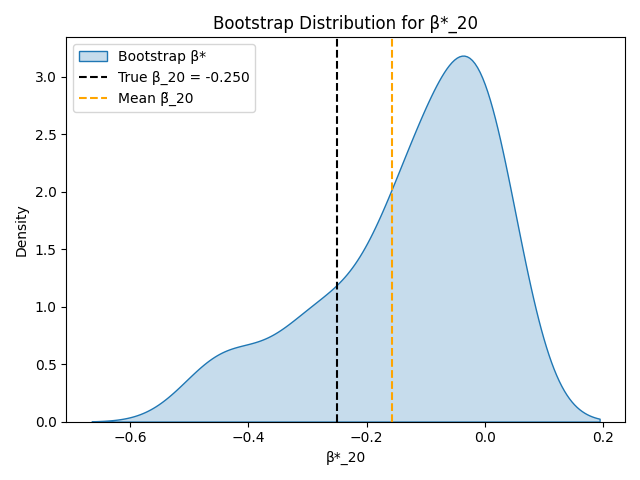 Bootstrap Distribution for β*_20
Bootstrap β*
True β_20 = -0.250
Mean β_20
3.0
2.5
2.0
1.5
1.0
0.5
0.0
Density
−0.6
−0.4
−0.2
0.0
0.2
β*_20